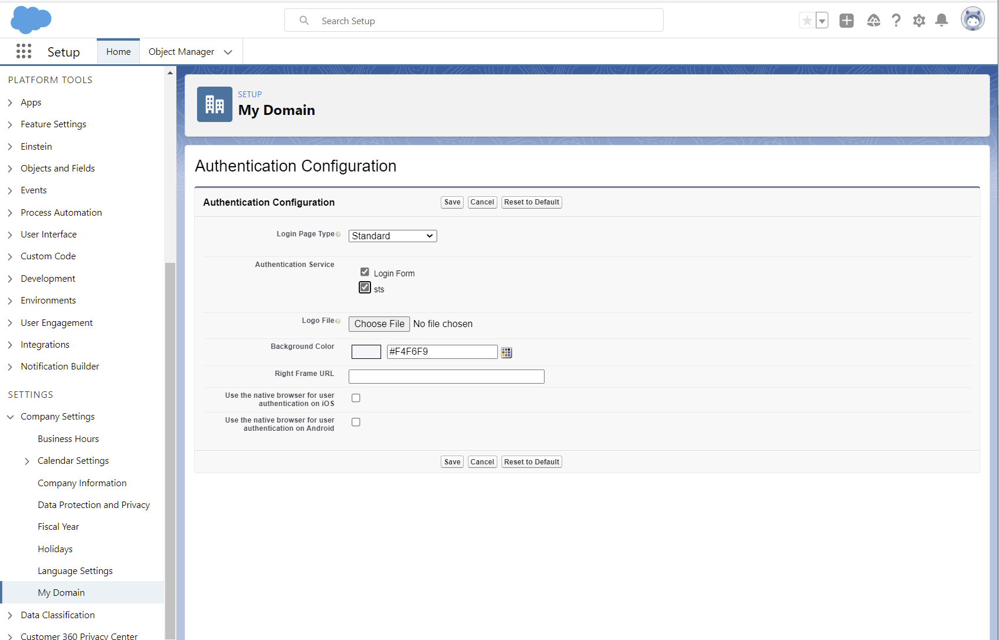 Search Setup
Setup
Home
Object Manager
PLATFORM TOOLS
Apps
Feature Settings
Einstein
Objects and Fields
Events
Process Automation
User Interface
Custom Code
Development
Environments
User Engagement
Integrations
Notification Builder
SETTINGS
Company Settings
Business Hours
Calendar Settings
Company Information
Data Protection and Privacy
Fiscal Year
Holidays
Language Settings
My Domain
Data Classification
Customer 360 Privacy Center
SETUP
My Domain
Authentication Configuration
Authentication Configuration
Save Cancel Reset to Default
Login Page Type Standard
Authentication Service
Login Form
sts
Logo File Choose File No file chosen
Background Color #F4F6F9
Right Frame URL
Use the native browser for user
authentication on iOS
Use the native browser for user
authentication on Android
Save Cancel Reset to Default